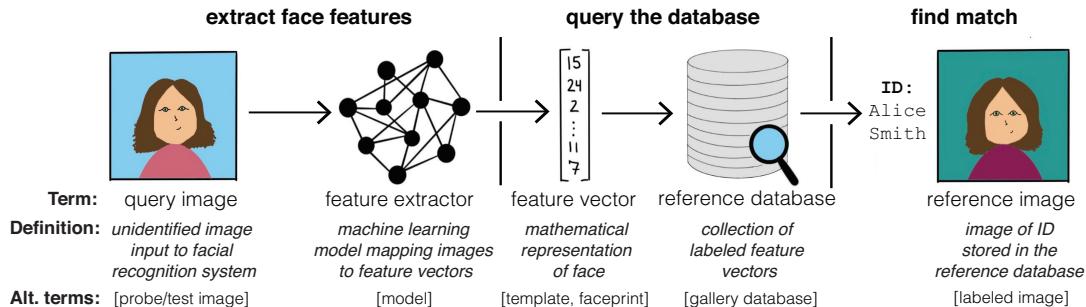 extract face features
query the database
find match
15
24
2
⋮
11
7
ID:
Alice
Smith
Term:
query image
feature extractor
feature vector
reference database
reference image
Definition:
unidentified image
input to facial
recognition system
machine learning
model mapping images
to feature vectors
mathematical
representation
of face
collection of
labeled feature
vectors
image of ID
stored in the
reference database
Alt. terms:
[probe/test image]
[model]
[template, faceprint]
[gallery database]
[labeled image]